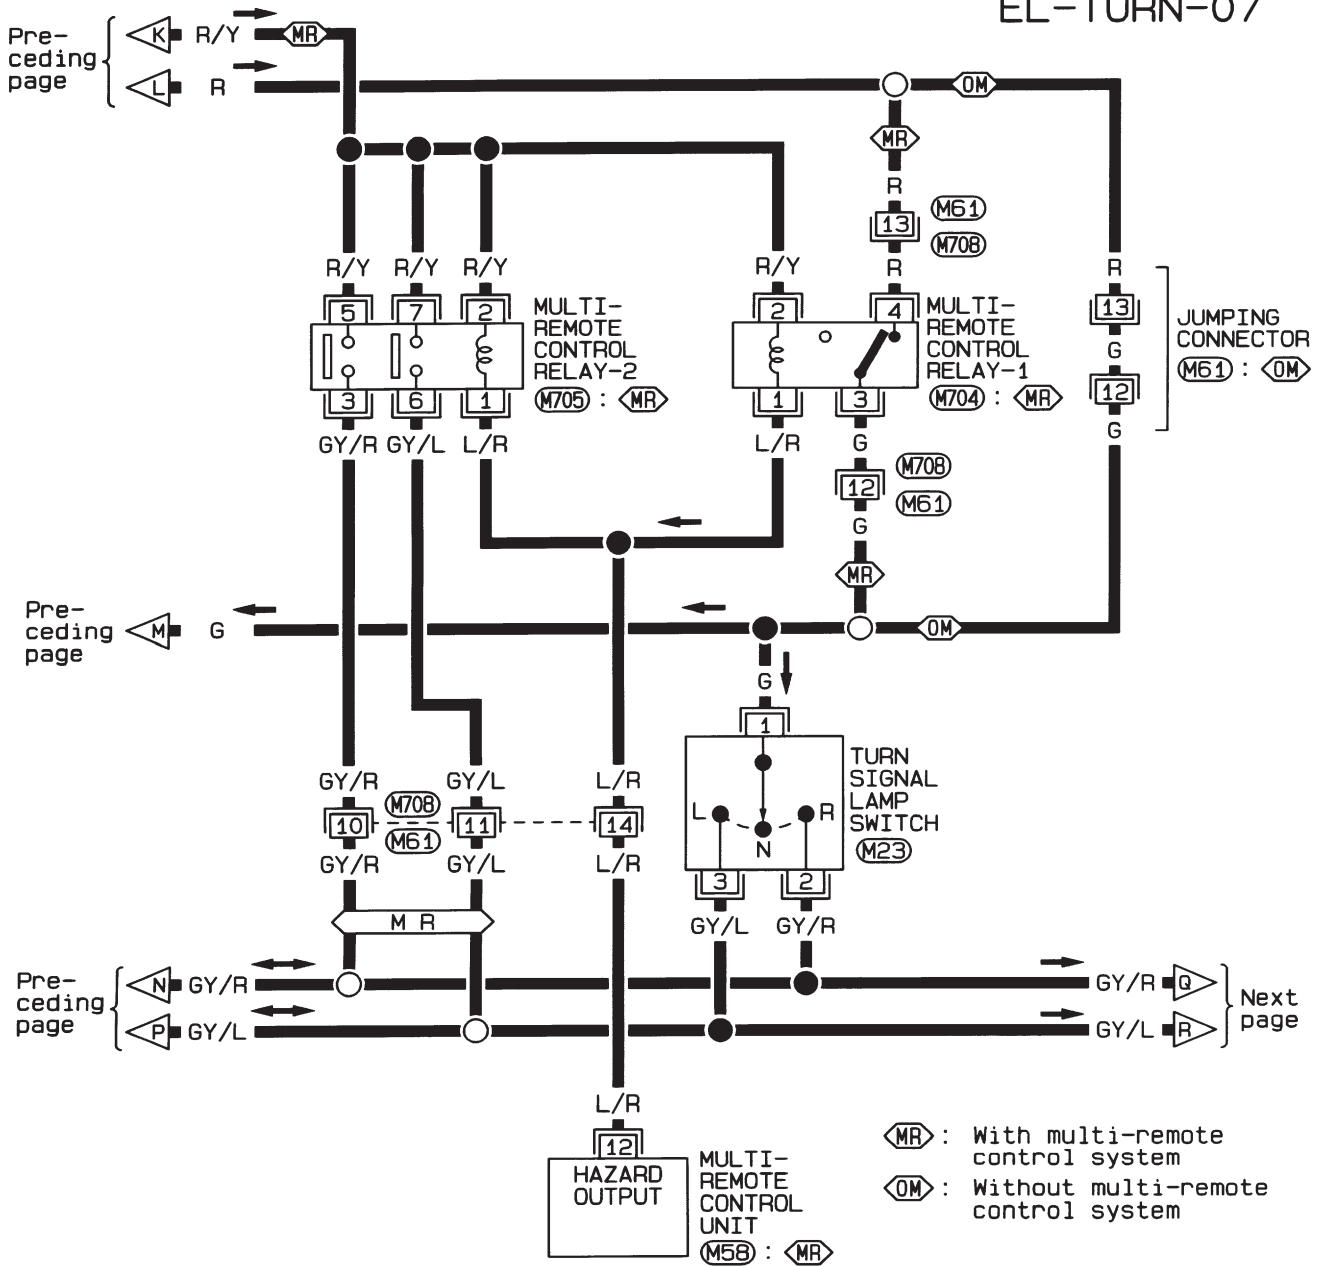 EL-TURN-07
Pre-
ceding
page
K R/Y MR
L R
OM
MR
R
13
M61
M708
R/Y R/Y R/Y R/Y R R
5 7 2
MULTI-
REMOTE
CONTROL
RELAY-2
M705 : MR
3 6 1
GY/R GY/L L/R
2 4
MULTI-
REMOTE
CONTROL
RELAY-1
M704 : MR
1 3
L/R G
13
G
12
G
JUMPING
CONNECTOR
M61 : OM
M708
12
M61
G
MR
Pre-
ceding
page
M G
OM
G
1
TURN
SIGNAL
LAMP
SWITCH
M23
L R
N
3 2
GY/L GY/R
GY/R GY/L L/R
M708
10 11 14
M61
GY/R GY/L L/R
M R
Pre-
ceding
page
N GY/R
P GY/L
GY/R Q
GY/L R
Next
page
L/R
12
HAZARD
OUTPUT
MULTI-
REMOTE
CONTROL
UNIT
M58 : MR
MR : With multi-remote
control system
OM : Without multi-remote
control system